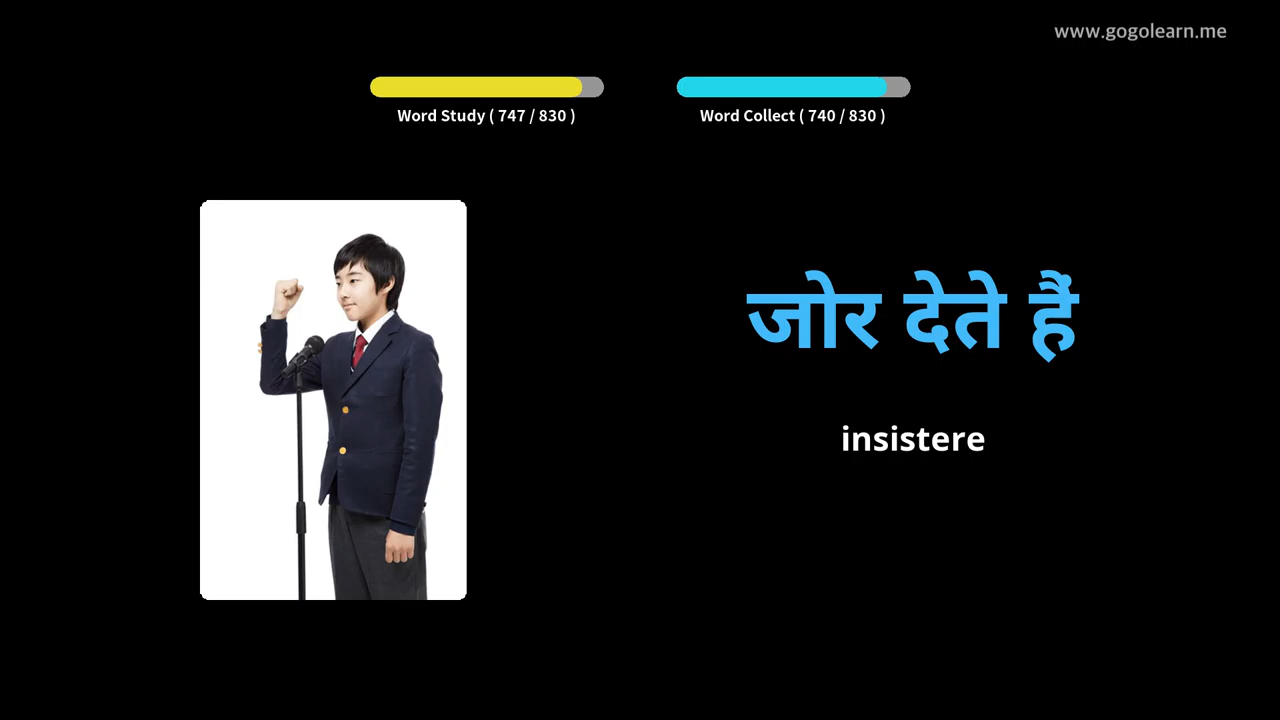 www.gogolearn.me
Word Study ( 747 / 830 )
Word Collect ( 740 / 830 )
जोर देते हैं
insistere